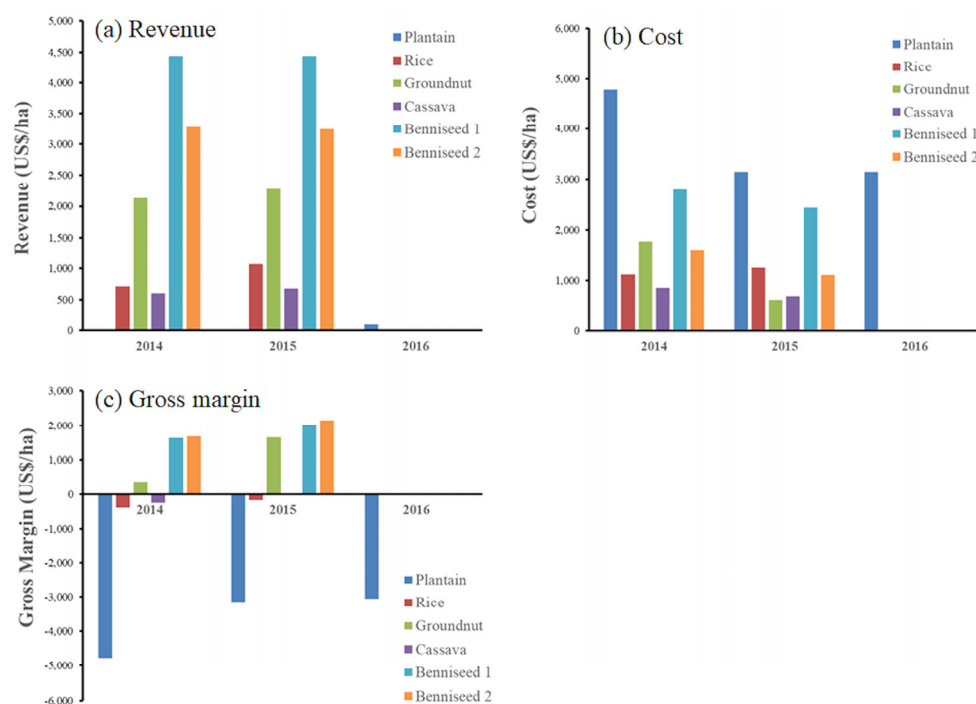 (a) Revenue
Revenue (US$/ha)
5,000
4,500
4,000
3,500
3,000
2,500
2,000
1,500
1,000
500
0
2014
2015
2016
Plantain
Rice
Groundnut
Cassava
Benniseed 1
Benniseed 2
(b) Cost
Cost (US$/ha)
6,000
5,000
4,000
3,000
2,000
1,000
0
2014
2015
2016
Plantain
Rice
Groundnut
Cassava
Benniseed 1
Benniseed 2
(c) Gross margin
Gross Margin (US$/ha)
3,000
2,000
1,000
0
-1,000
-2,000
-3,000
-4,000
-5,000
-6,000
2014
2015
2016
Plantain
Rice
Groundnut
Cassava
Benniseed 1
Benniseed 2